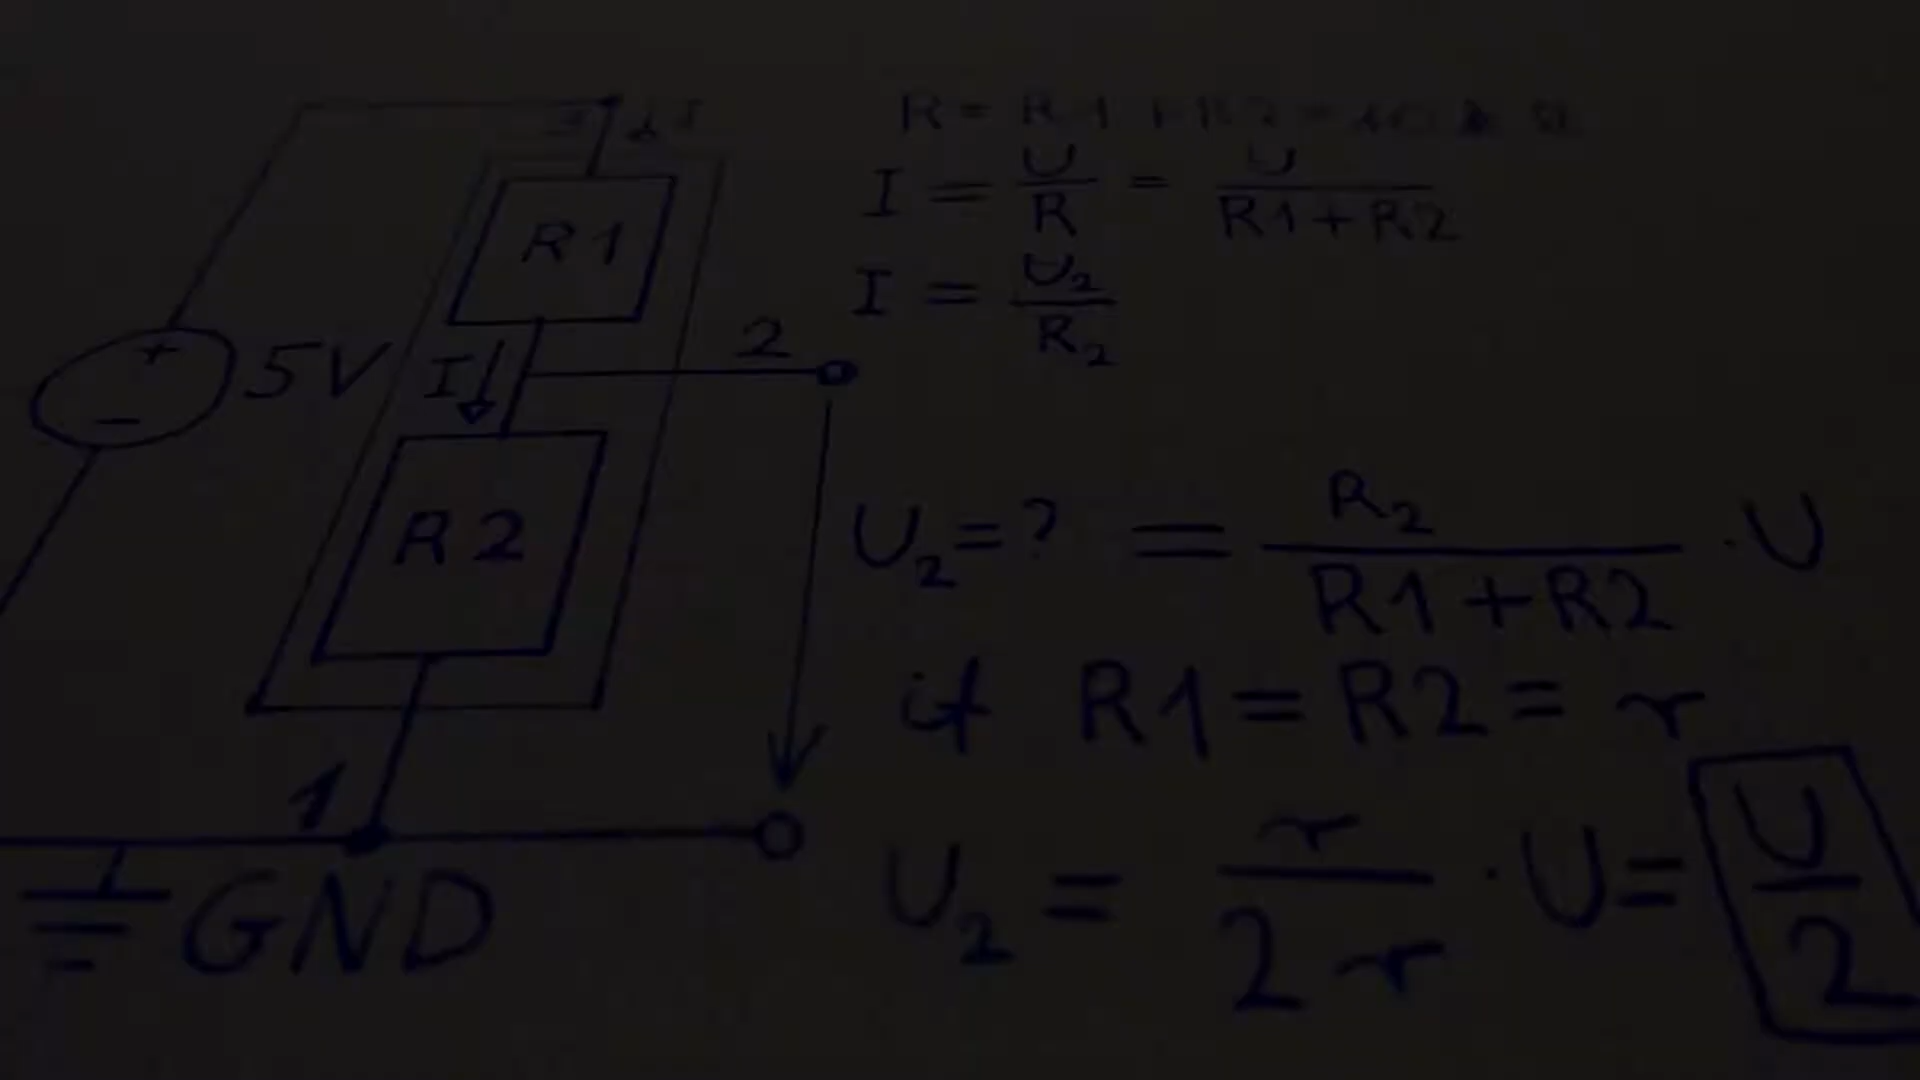 R = R1 + R2 = 10 k Ω
I = U/R = U/(R1+R2)
I = U₂/R₂
R1
5V
I
2
R2
U₂=? = R₂/(R1+R2) · U
if R1 = R2 = r
1
U₂ = r/2r · U = U/2
GND